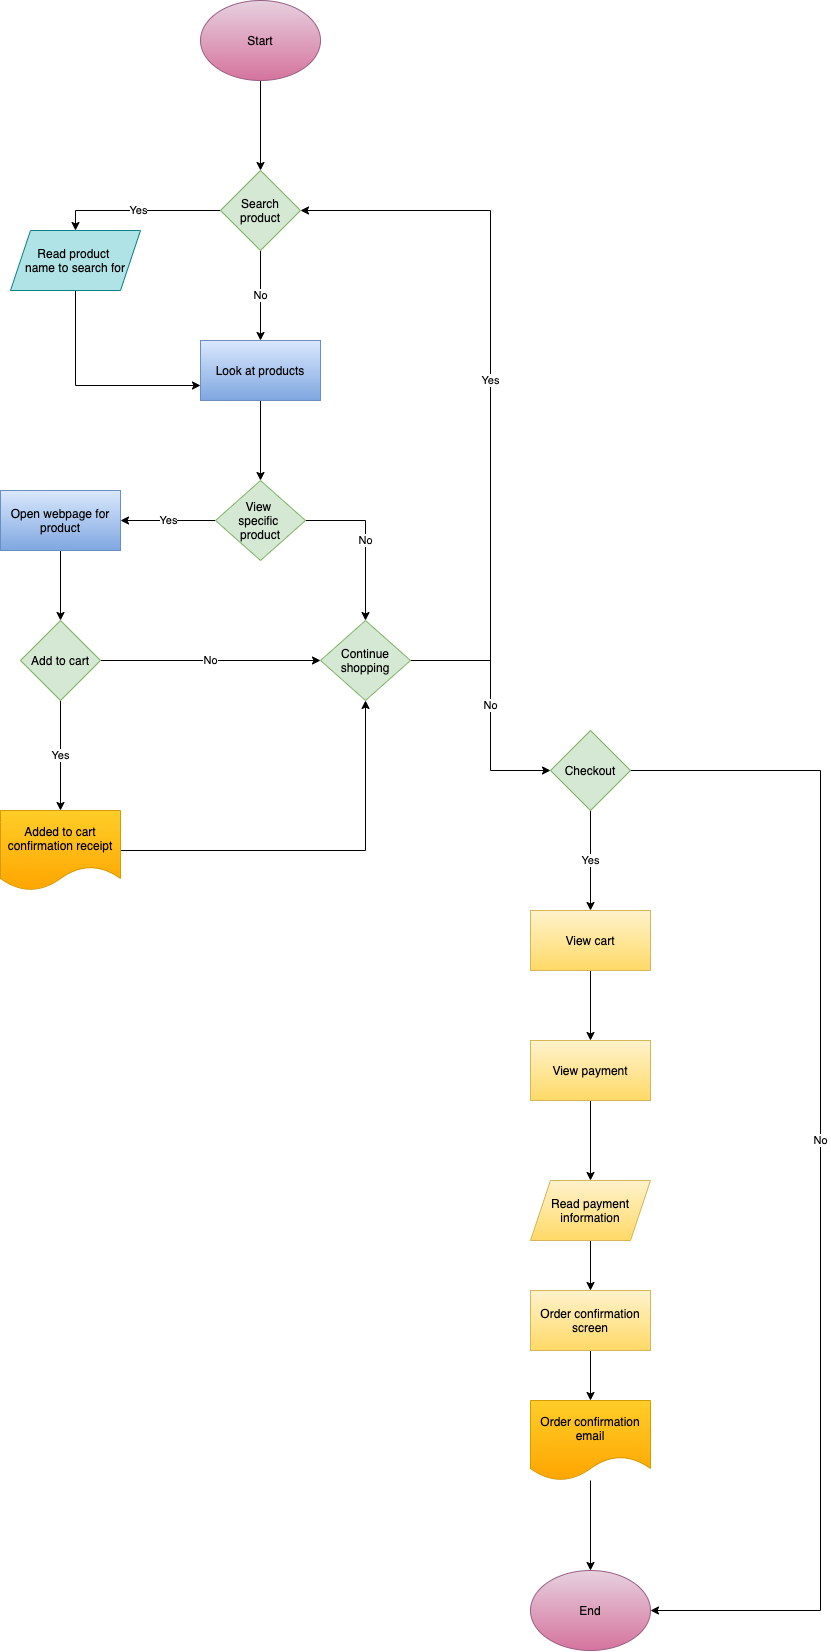 Start
Search
product
Yes
Read product
name to search for
No
Look at products
Yes
View
specific
product
Yes
Open webpage for
product
No
Add to cart
No
Continue
shopping
No
Yes
Checkout
Added to cart
confirmation receipt
Yes
View cart
View payment
No
Read payment
information
Order confirmation
screen
Order confirmation
email
End